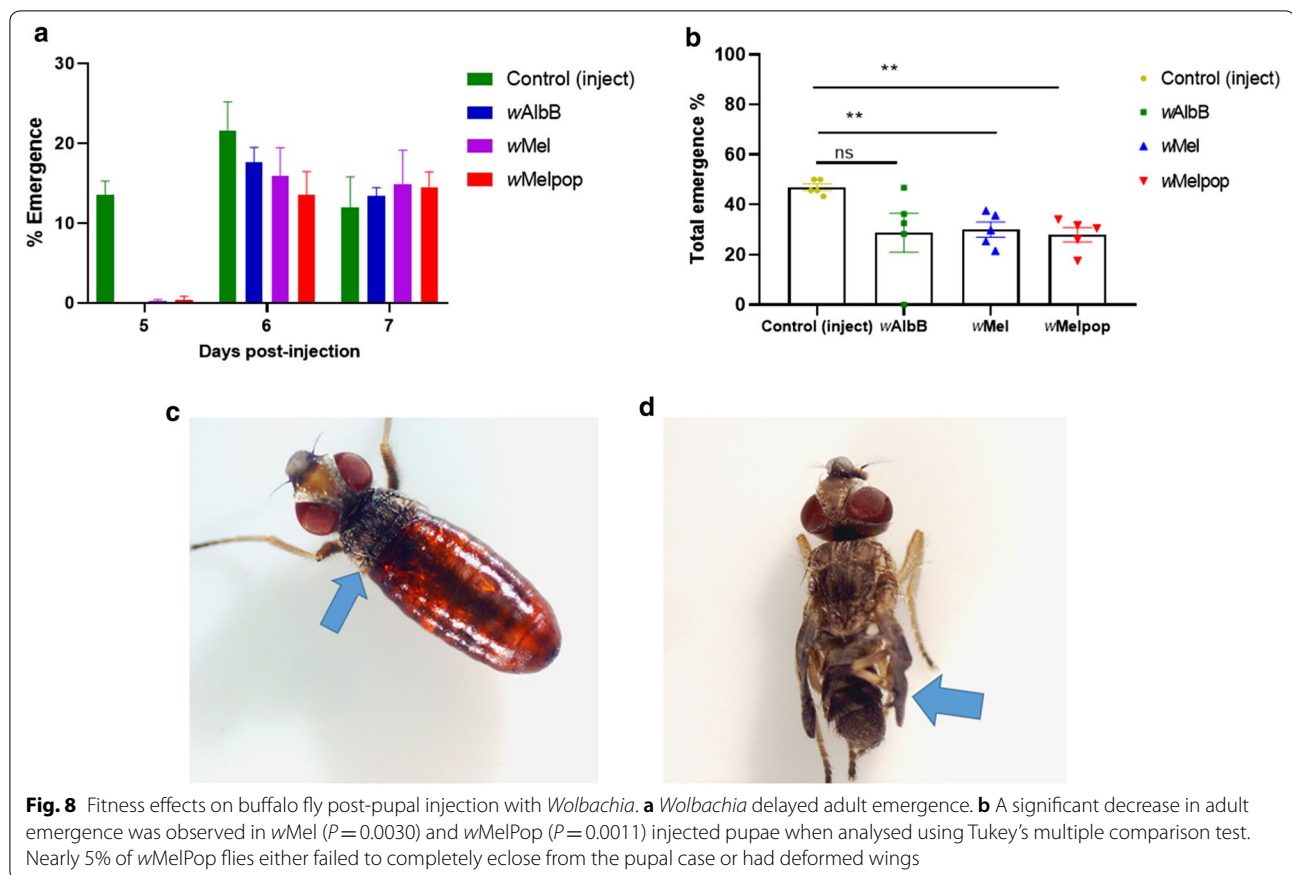 a
30
20
10
0
% Emergence
5
6
7
Days post-injection
Control (inject)
wAlbB
wMel
wMelpop
b
100
80
60
40
20
0
Total emergence %
**
**
ns
Control (inject)
wAlbB
wMel
wMelpop
Control (inject)
wAlbB
wMel
wMelpop
c
d
Fig. 8 Fitness effects on buffalo fly post-pupal injection with Wolbachia. a Wolbachia delayed adult emergence. b A significant decrease in adult
emergence was observed in wMel (P = 0.0030) and wMelPop (P = 0.0011) injected pupae when analysed using Tukey's multiple comparison test.
Nearly 5% of wMelPop flies either failed to completely eclose from the pupal case or had deformed wings